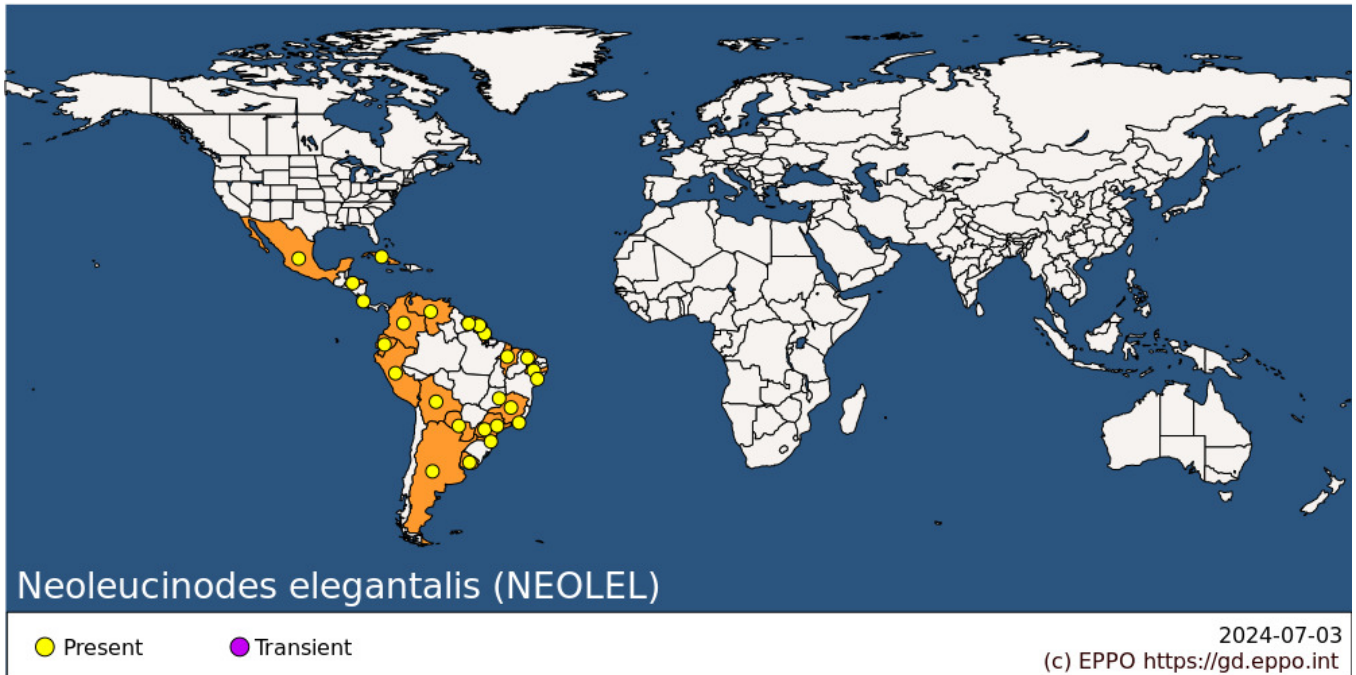 Neoleucinodes elegantalis (NEOLEL)
Present
Transient
2024-07-03
(c) EPPO https://gd.eppo.int